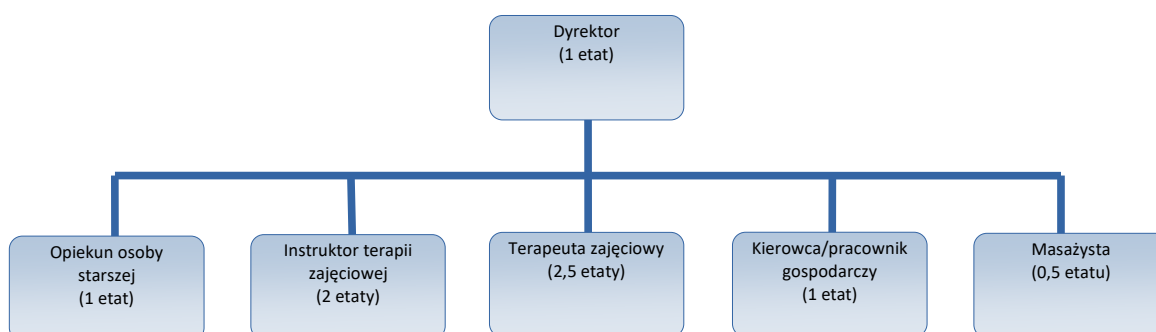 Dyrektor
(1 etat)
Opiekun osoby
starszej
(1 etat)
Instruktor terapii
zajęciowej
(2 etaty)
Terapeuta zajęciowy
(2,5 etaty)
Kierowca/pracownik
gospodarczy
(1 etat)
Masażysta
(0,5 etatu)